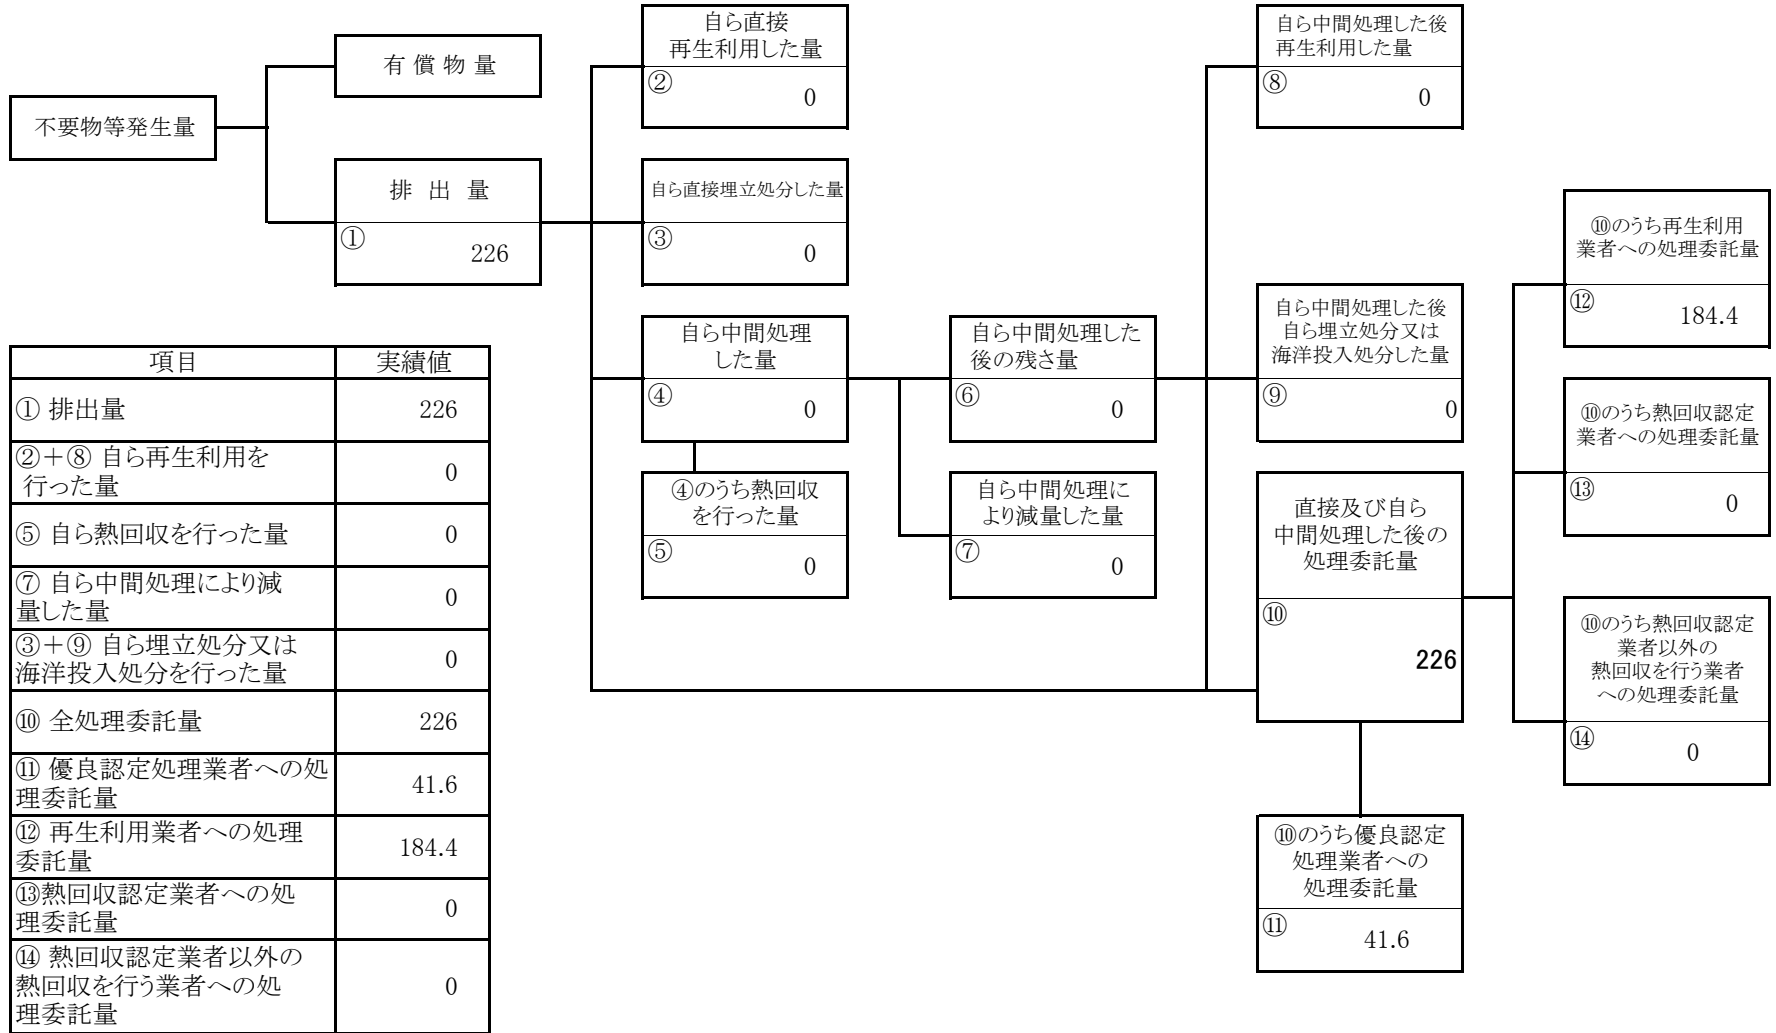 自ら直接
再生利用した量
②
0
自ら中間処理した後
再生利用した量
⑧
0
有 償 物 量
不要物等発生量
排 出 量
①
226
自ら直接埋立処分した量
③
0
⑩のうち再生利用
業者への処理委託量
⑫
184.4
自ら中間処理
した量
④
0
自ら中間処理した
後の残さ量
⑥
0
自ら中間処理した後
自ら埋立処分又は
海洋投入処分した量
⑨
0
⑩のうち熱回収認定
業者への処理委託量
⑬
0
④のうち熱回収
を行った量
⑤
0
自ら中間処理に
より減量した量
⑦
0
直接及び自ら
中間処理した後の
処理委託量
⑩
226
⑩のうち熱回収認定
業者以外の
熱回収を行う業者
への処理委託量
⑭
0
⑩のうち優良認定
処理業者への
処理委託量
⑪
41.6
項目 実績値
① 排出量 226
②+⑧ 自ら再生利用を
行った量 0
⑤ 自ら熱回収を行った量 0
⑦ 自ら中間処理により減
量した量 0
③+⑨ 自ら埋立処分又は
海洋投入処分を行った量 0
⑩ 全処理委託量 226
⑪ 優良認定処理業者への処
理委託量 41.6
⑫ 再生利用業者への処理
委託量 184.4
⑬熱回収認定業者への処
理委託量 0
⑭ 熱回収認定業者以外の
熱回収を行う業者への処
理委託量 0